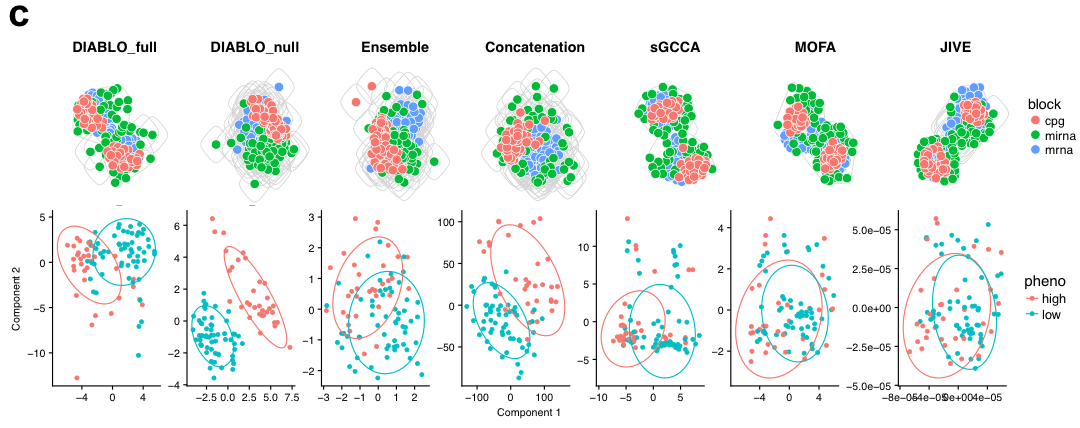 c
DIABLO_full DIABLO_null Ensemble Concatenation sGCCA MOFA JIVE
block
cpg
mirna
mrna
Component 2
5
0
−5
−10
−4 0 4
6
4
2
0
−2
−4
−2.5 0.0 2.5 5.0 7.5
3
2
1
0
−1
−2
−3 −2 −1 0 1 2
100
50
0
−50
−100 0 100
10
5
0
−5
−10 −5 0 5
4
2
0
−2
−4 0 4
5.0e−05
2.5e−05
0.0e+00
−2.5e−05
−5.0e−05
pheno
high
low
Component 1